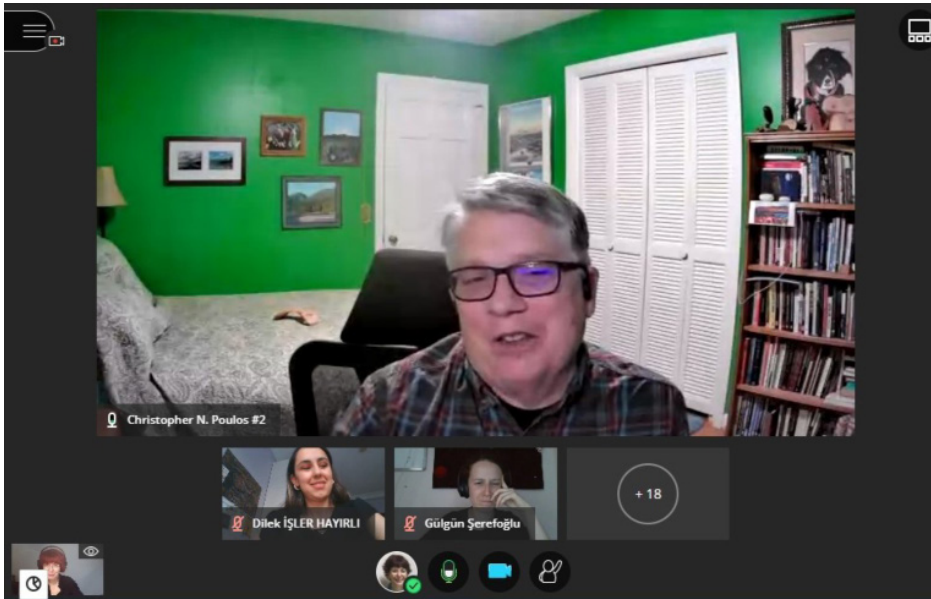 Christopher N. Poulos #2
Dilek İŞLER HAYIRLI
Gülgün Şerefoğlu
+ 18